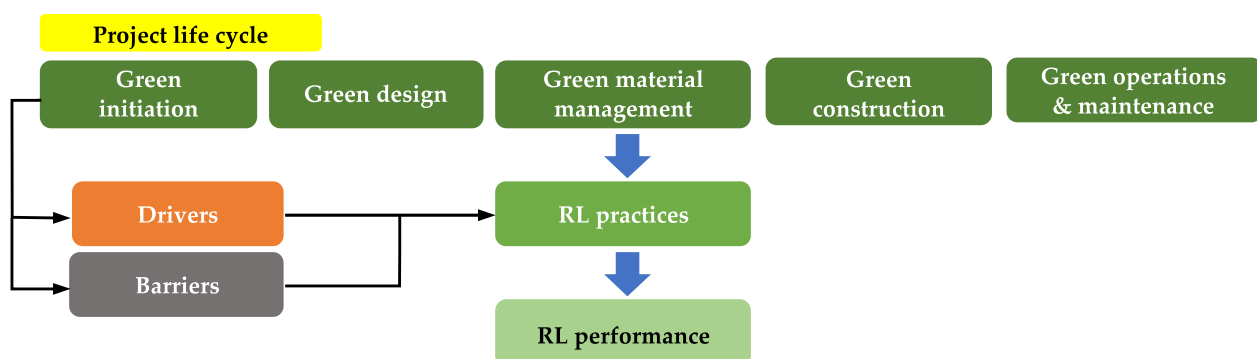 Project life cycle
Green
initiation
Green design
Green material
management
Green
construction
Green operations
& maintenance
Drivers
RL practices
Barriers
RL performance